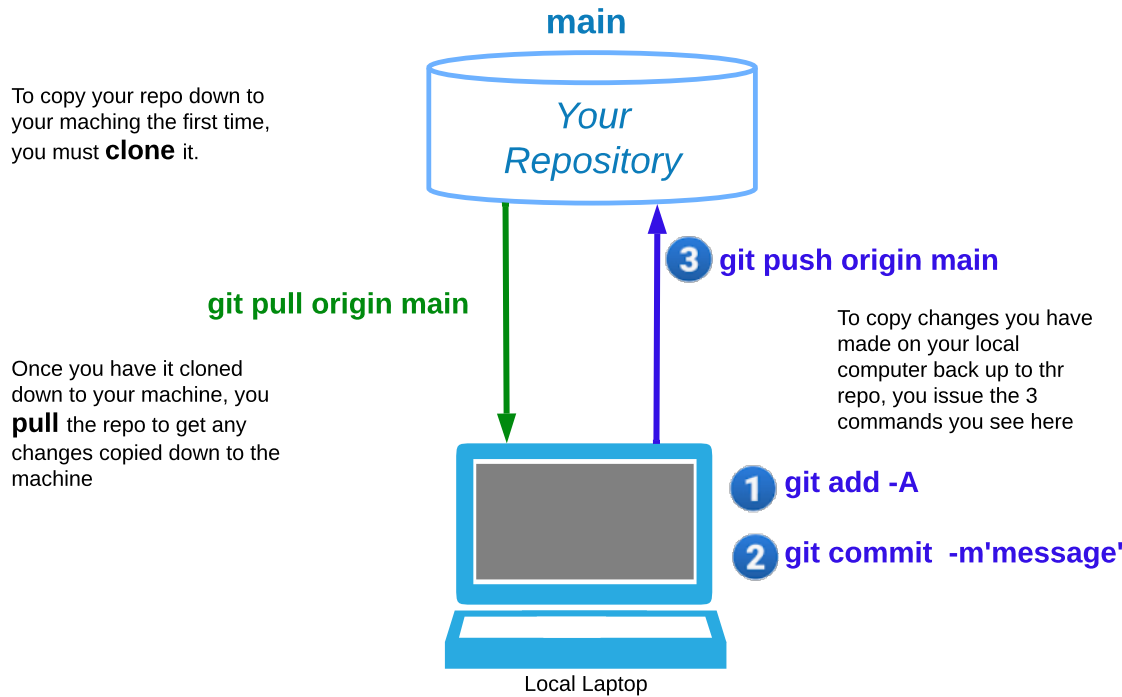 main
To copy your repo down to
your maching the first time,
you must clone it.
Your
Repository
3 git push origin main
git pull origin main
To copy changes you have
made on your local
computer back up to thr
repo, you issue the 3
commands you see here
Once you have it cloned
down to your machine, you
pull the repo to get any
changes copied down to the
machine
1 git add -A
2 git commit  -m'message'
Local Laptop